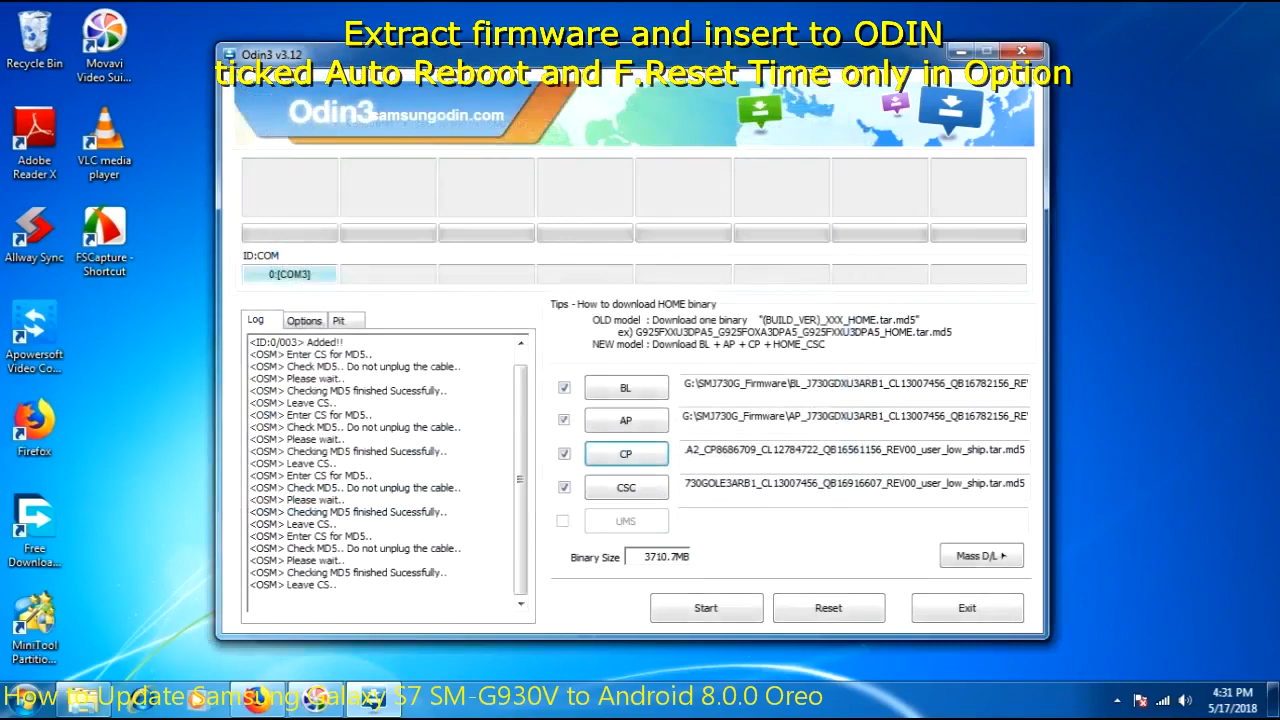 Extract firmware and insert to ODIN
ticked Auto Reboot and F.Reset Time only in Option
Recycle Bin
Movavi
Video Sui...
Adobe
Reader X
VLC media
player
Allway Sync
FSCapture -
Shortcut
Apowersoft
Video Co...
Firefox
Free
Downloa...
MiniTool
Partitio...
Odin3 v3.12
Odin3
samsungodin.com
ID:COM
0:[COM3]
Log
Options
Pit
<ID:0/003> Added!!
<OSM> Enter CS for MD5..
<OSM> Check MD5.. Do not unplug the cable..
<OSM> Please wait..
<OSM> Checking MD5 finished Sucessfully..
<OSM> Leave CS..
<OSM> Enter CS for MD5..
<OSM> Check MD5.. Do not unplug the cable..
<OSM> Please wait..
<OSM> Checking MD5 finished Sucessfully..
<OSM> Leave CS..
<OSM> Enter CS for MD5..
<OSM> Check MD5.. Do not unplug the cable..
<OSM> Please wait..
<OSM> Checking MD5 finished Sucessfully..
<OSM> Leave CS..
<OSM> Enter CS for MD5..
<OSM> Check MD5.. Do not unplug the cable..
<OSM> Please wait..
<OSM> Checking MD5 finished Sucessfully..
<OSM> Leave CS..
Tips - How to download HOME binary
OLD model : Download one binary "(BUILD_VER)_XXX_HOME.tar.md5"
ex) G925FXXU3DPA5_G925FOXA3DPA5_G925FXXU3DPA5_HOME.tar.md5
NEW model : Download BL + AP + CP + HOME_CSC
BL
G:\SMJ730G_Firmware\BL_J730GDXU3ARB1_CL13007456_QB16782156_RE
AP
G:\SMJ730G_Firmware\AP_J730GDXU3ARB1_CL13007456_QB16782156_RE
CP
.A2_CP8686709_CL12784722_QB16561156_REV00_user_low_ship.tar.md5
CSC
730GOLE3ARB1_CL13007456_QB16916607_REV00_user_low_ship.tar.md5
UMS
Binary Size 3710.7MB
Mass D/L
Start
Reset
Exit
How to Update Samsung Galaxy S7 SM-G930V to Android 8.0.0 Oreo
4:31 PM
5/17/2018